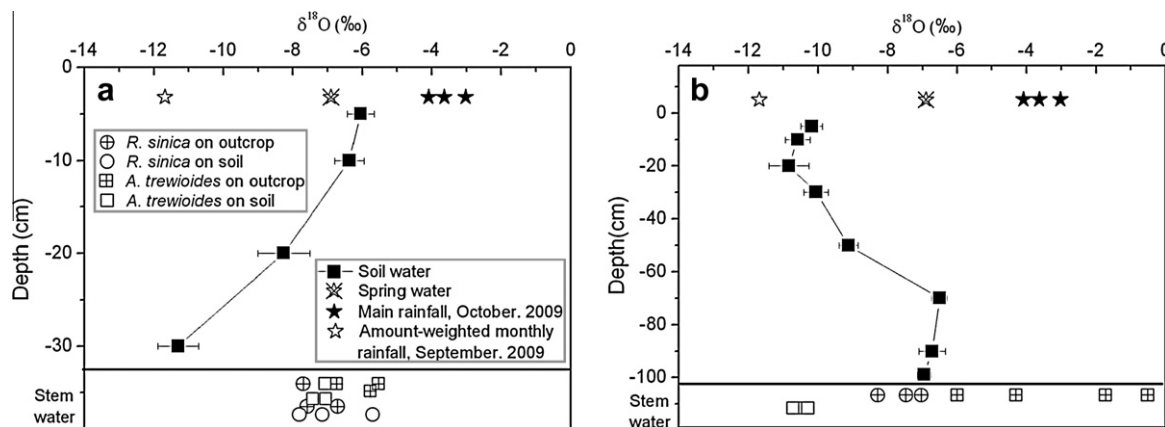 δ¹⁸O (‰)
-14 -12 -10 -8 -6 -4 -2 0
a
0
-10
-20
-30
Depth (cm)
R. sinica on outcrop
R. sinica on soil
A. trewioides on outcrop
A. trewioides on soil
Soil water
Spring water
Main rainfall, October. 2009
Amount-weighted monthly
rainfall, September. 2009
Stem
water
δ¹⁸O (‰)
-14 -12 -10 -8 -6 -4 -2 0
b
0
-20
-40
-60
-80
-100
Depth(cm)
Stem
water